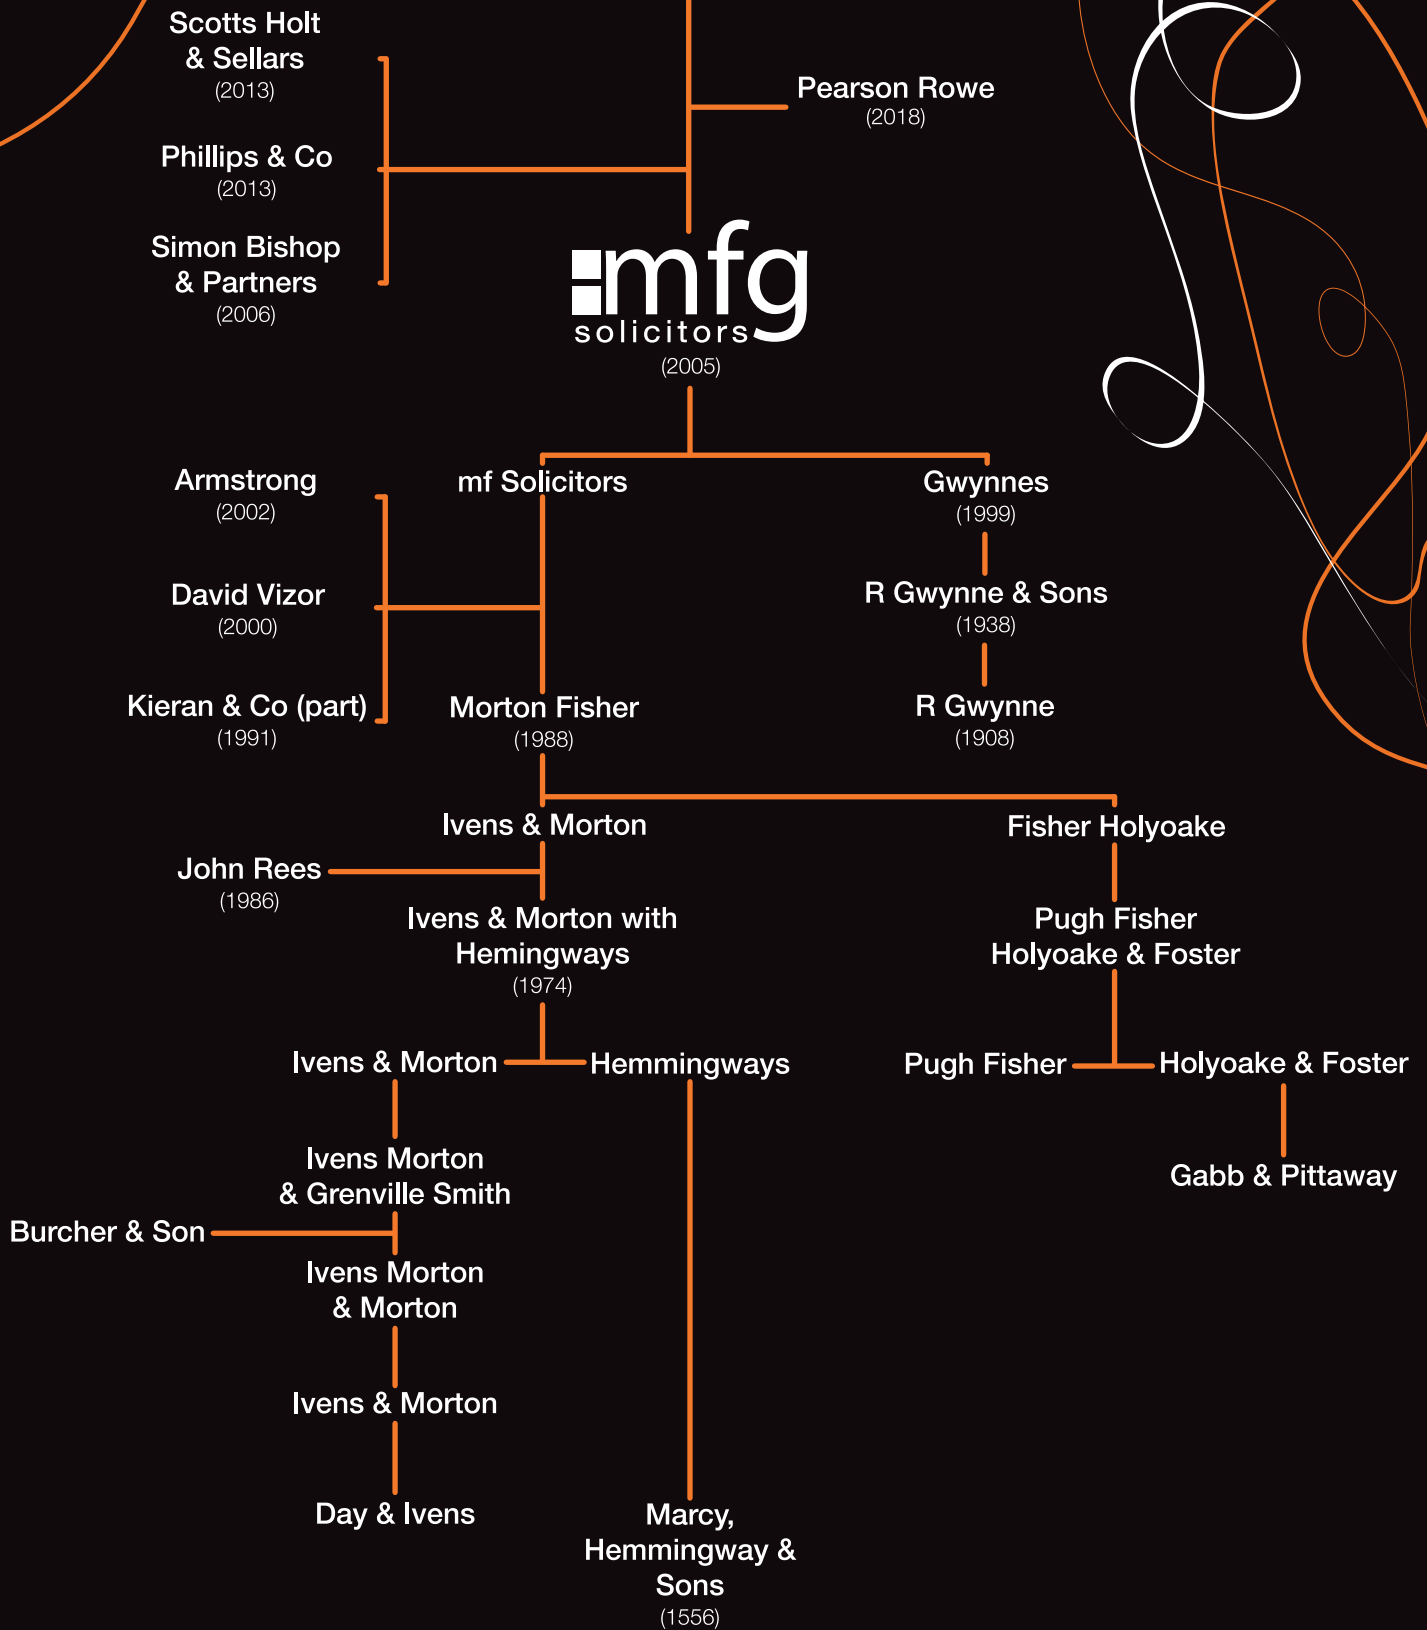 Scotts Holt
& Sellars
(2013)
Pearson Rowe
(2018)
Phillips & Co
(2013)
Simon Bishop
& Partners
(2006)
mfg
solicitors
(2005)
Armstrong
(2002)
mf Solicitors
Gwynnes
(1999)
David Vizor
(2000)
R Gwynne & Sons
(1938)
Kieran & Co (part)
(1991)
Morton Fisher
(1988)
R Gwynne
(1908)
Ivens & Morton
Fisher Holyoake
John Rees
(1986)
Ivens & Morton with
Hemingways
(1974)
Pugh Fisher
Holyoake & Foster
Ivens & Morton
Hemmingways
Pugh Fisher
Holyoake & Foster
Ivens Morton
& Grenville Smith
Gabb & Pittaway
Burcher & Son
Ivens Morton
& Morton
Ivens & Morton
Day & Ivens
Marcy,
Hemmingway &
Sons
(1556)